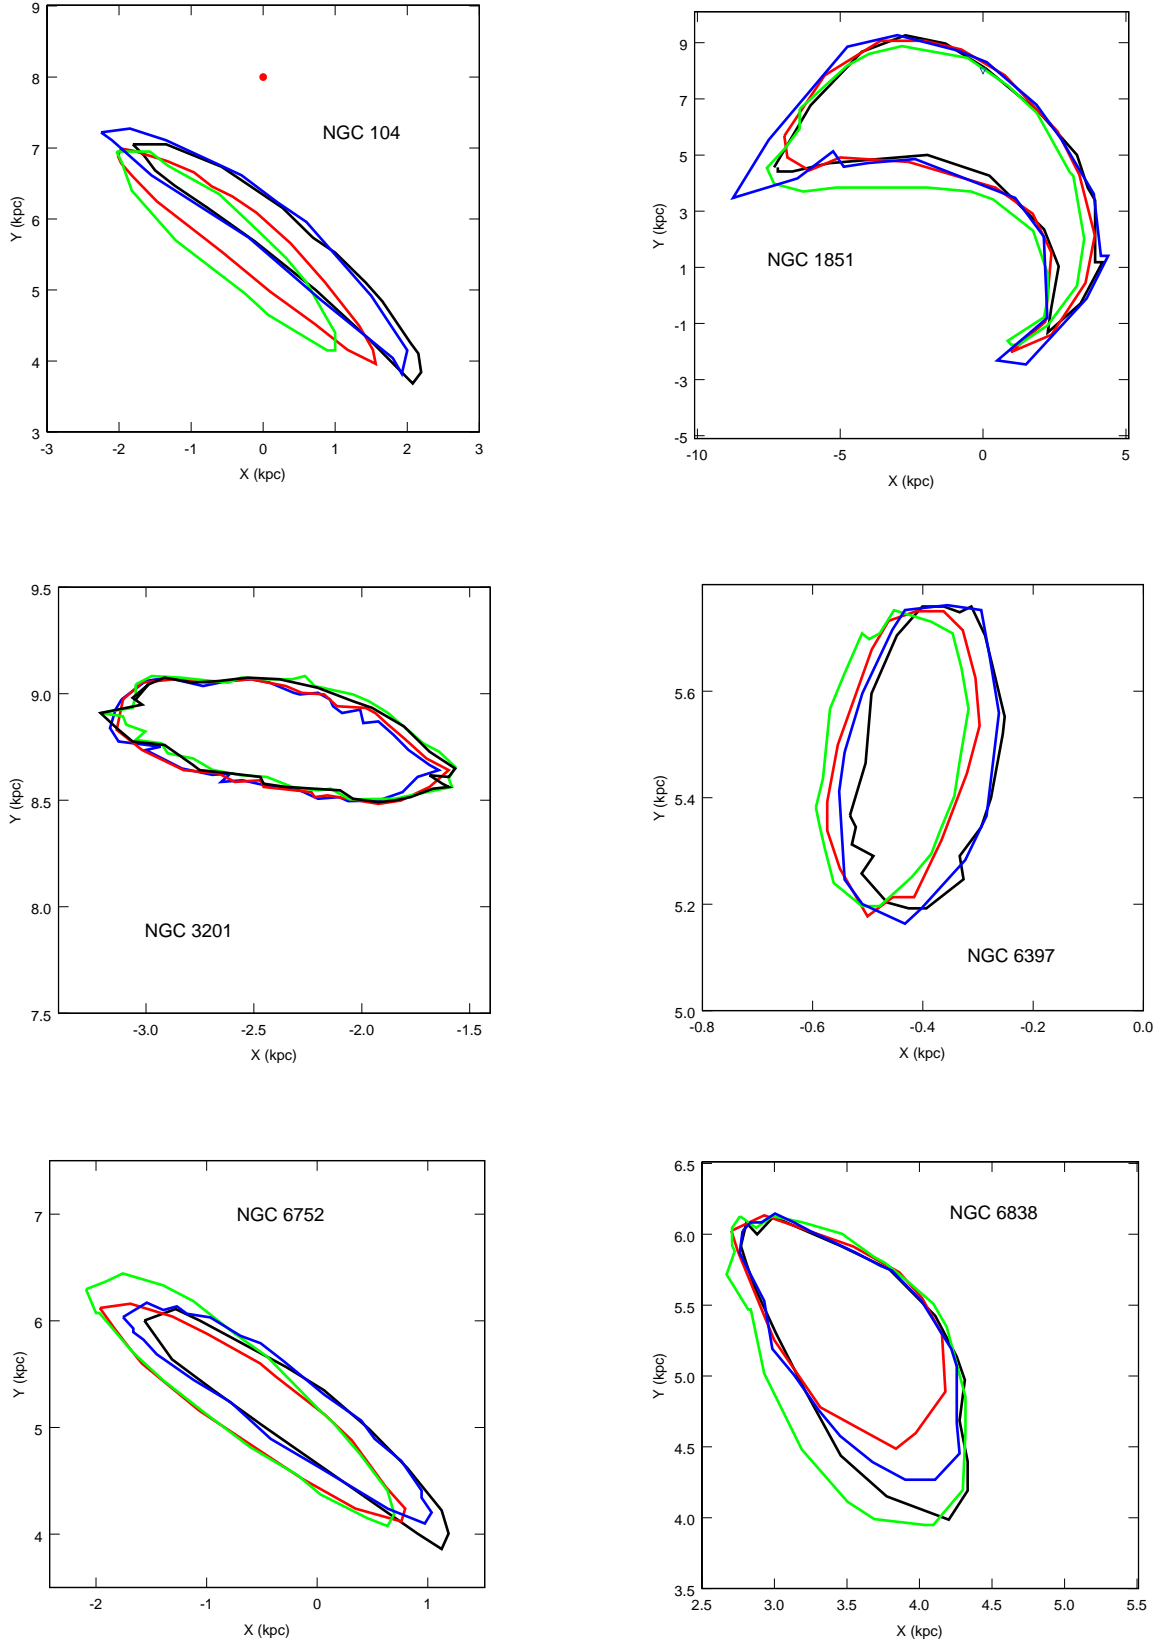 9
8
7
6
5
4
3
Y (kpc)
NGC 104
-3 -2 -1 0 1 2 3
X (kpc)
9
7
5
3
1
-1
-3
-5
Y (kpc)
NGC 1851
-10 -5 0 5
X (kpc)
9.5
9.0
8.5
8.0
7.5
Y (kpc)
NGC 3201
-3.0 -2.5 -2.0 -1.5
X (kpc)
5.6
5.4
5.2
5.0
Y (kpc)
NGC 6397
-0.8 -0.6 -0.4 -0.2 0.0
X (kpc)
7
6
5
4
Y (kpc)
NGC 6752
-2 -1 0 1
X (kpc)
6.5
6.0
5.5
5.0
4.5
4.0
3.5
Y (kpc)
NGC 6838
2.5 3.0 3.5 4.0 4.5 5.0 5.5
X (kpc)